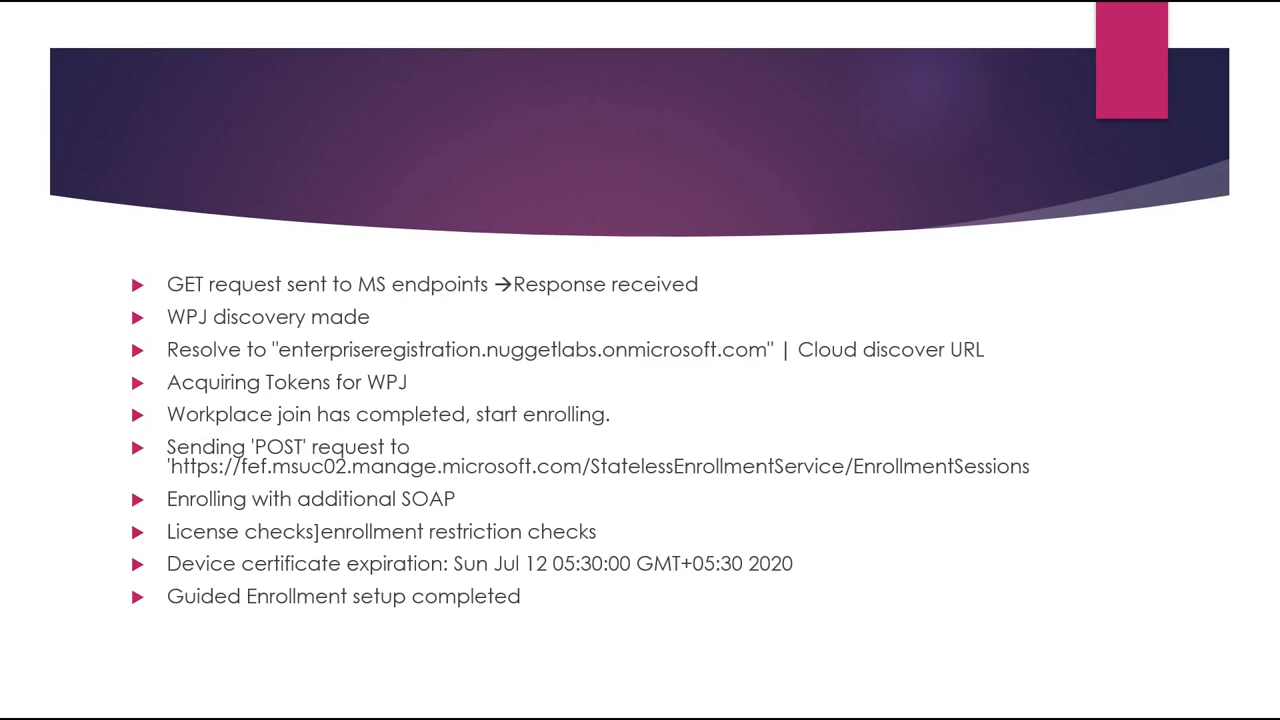 GET request sent to MS endpoints →Response received
WPJ discovery made
Resolve to "enterpriseregistration.nuggetlabs.onmicrosoft.com" | Cloud discover URL
Acquiring Tokens for WPJ
Workplace join has completed, start enrolling.
Sending 'POST' request to
'https://fef.msuc02.manage.microsoft.com/StatelessEnrollmentService/EnrollmentSessions
Enrolling with additional SOAP
License checks]enrollment restriction checks
Device certificate expiration: Sun Jul 12 05:30:00 GMT+05:30 2020
Guided Enrollment setup completed